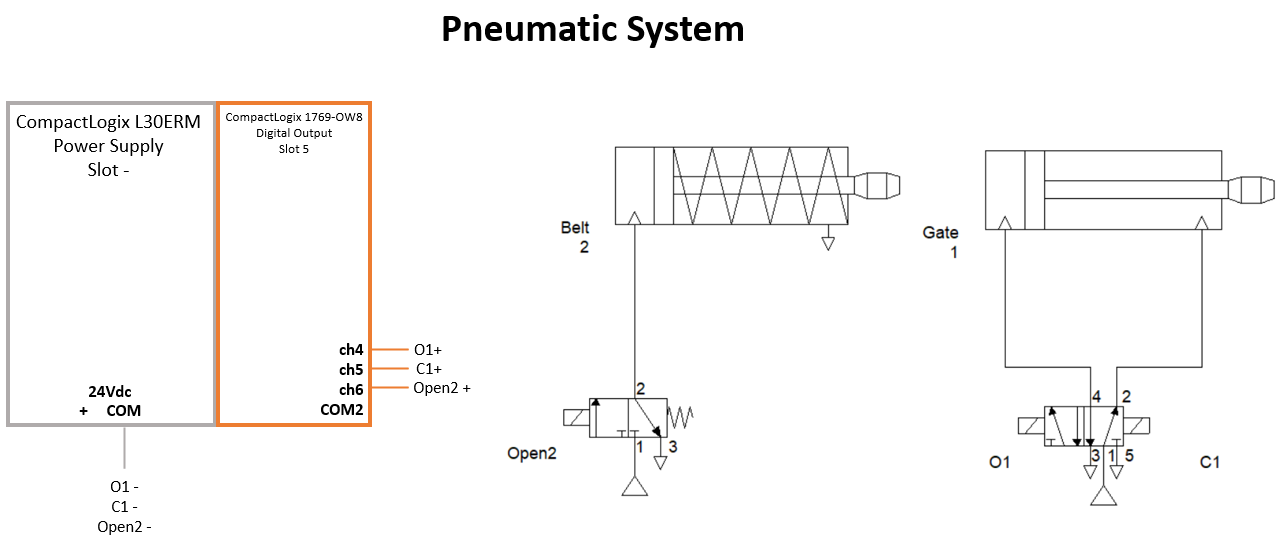 Pneumatic System
CompactLogix L30ERM
Power Supply
Slot -
24Vdc
+ COM
O1 -
C1 -
Open2 -
CompactLogix 1769-OW8
Digital Output
Slot 5
ch4
O1+
ch5
C1+
ch6
Open2 +
COM2
Belt
2
2
Open2
1 3
Gate
1
4 2
O1
3 1 5
C1